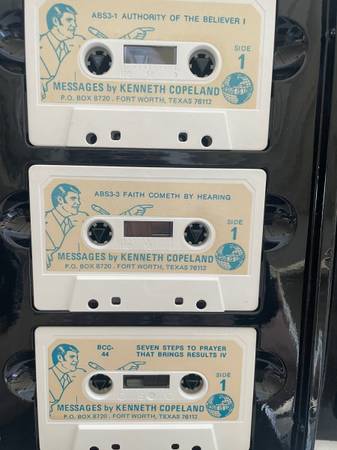 ABS3-1 AUTHORITY OF THE BELIEVER I
SIDE
1
MESSAGES by KENNETH COPELAND
P.O. BOX 8720 . FORT WORTH, TEXAS 76112
ABS3-3 FAITH COMETH BY HEARING
SIDE
1
MESSAGES by KENNETH COPELAND
P.O. BOX 8720 . FORT WORTH, TEXAS 76112
BCC- SEVEN STEPS TO PRAYER
44 THAT BRINGS RESULTS IV
SIDE
1
MESSAGES by KENNETH COPELAND
P.O. BOX 8720 . FORT WORTH, TEXAS 76112